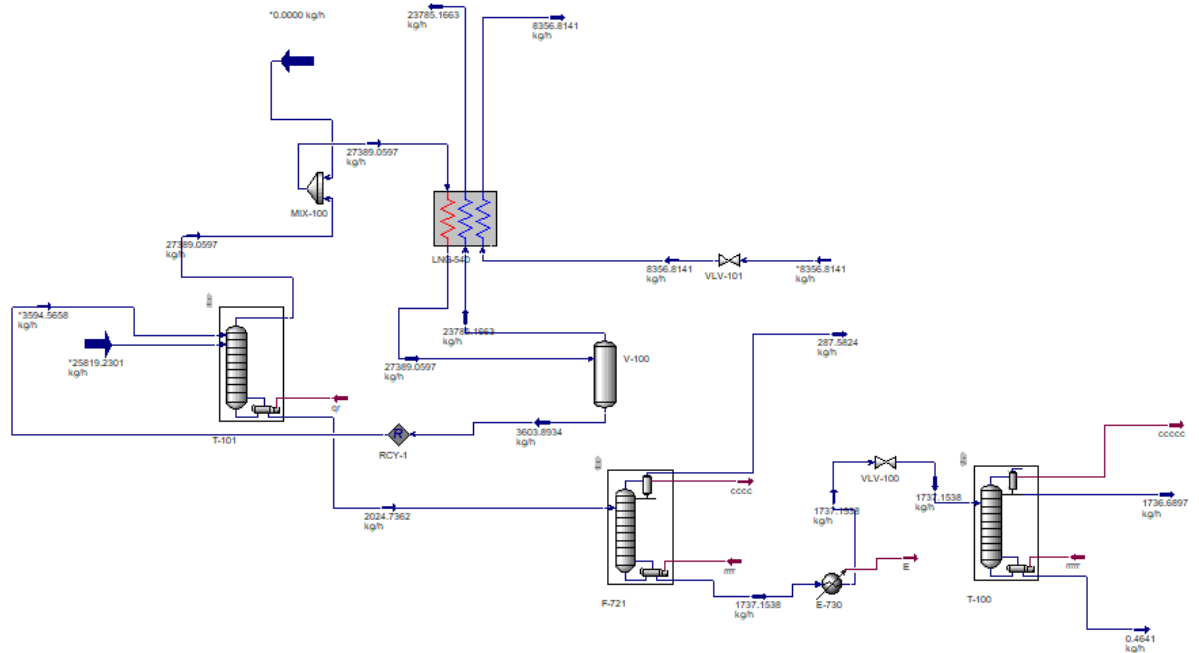 *0.0000 kg/h
23785.1663
kg/h
8356.8141
kg/h
27389.0597
kg/h
MIX-100
27389.0597
kg/h
LNG-540
8356.8141
kg/h
VLV-101
*8356.8141
kg/h
*3594.5658
kg/h
*25819.2301
kg/h
23785.1663
kg/h
287.5824
kg/h
V-100
27389.0597
kg/h
qr
T-101
RCY-1
3603.8934
kg/h
ccccc
VLV-100
2024.7362
kg/h
cccc
1737.1538
kg/h
1737.1538
kg/h
1736.6897
kg/h
E
F-721
1737.1538
kg/h
E-730
T-100
0.4641
kg/h